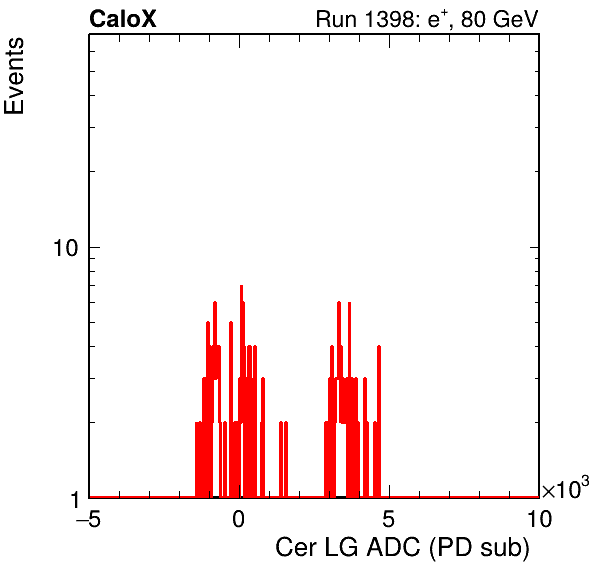 CaloX Run 1398: e⁺, 80 GeV
Events
10
1
−5 0 5 10
×10³
Cer LG ADC (PD sub)